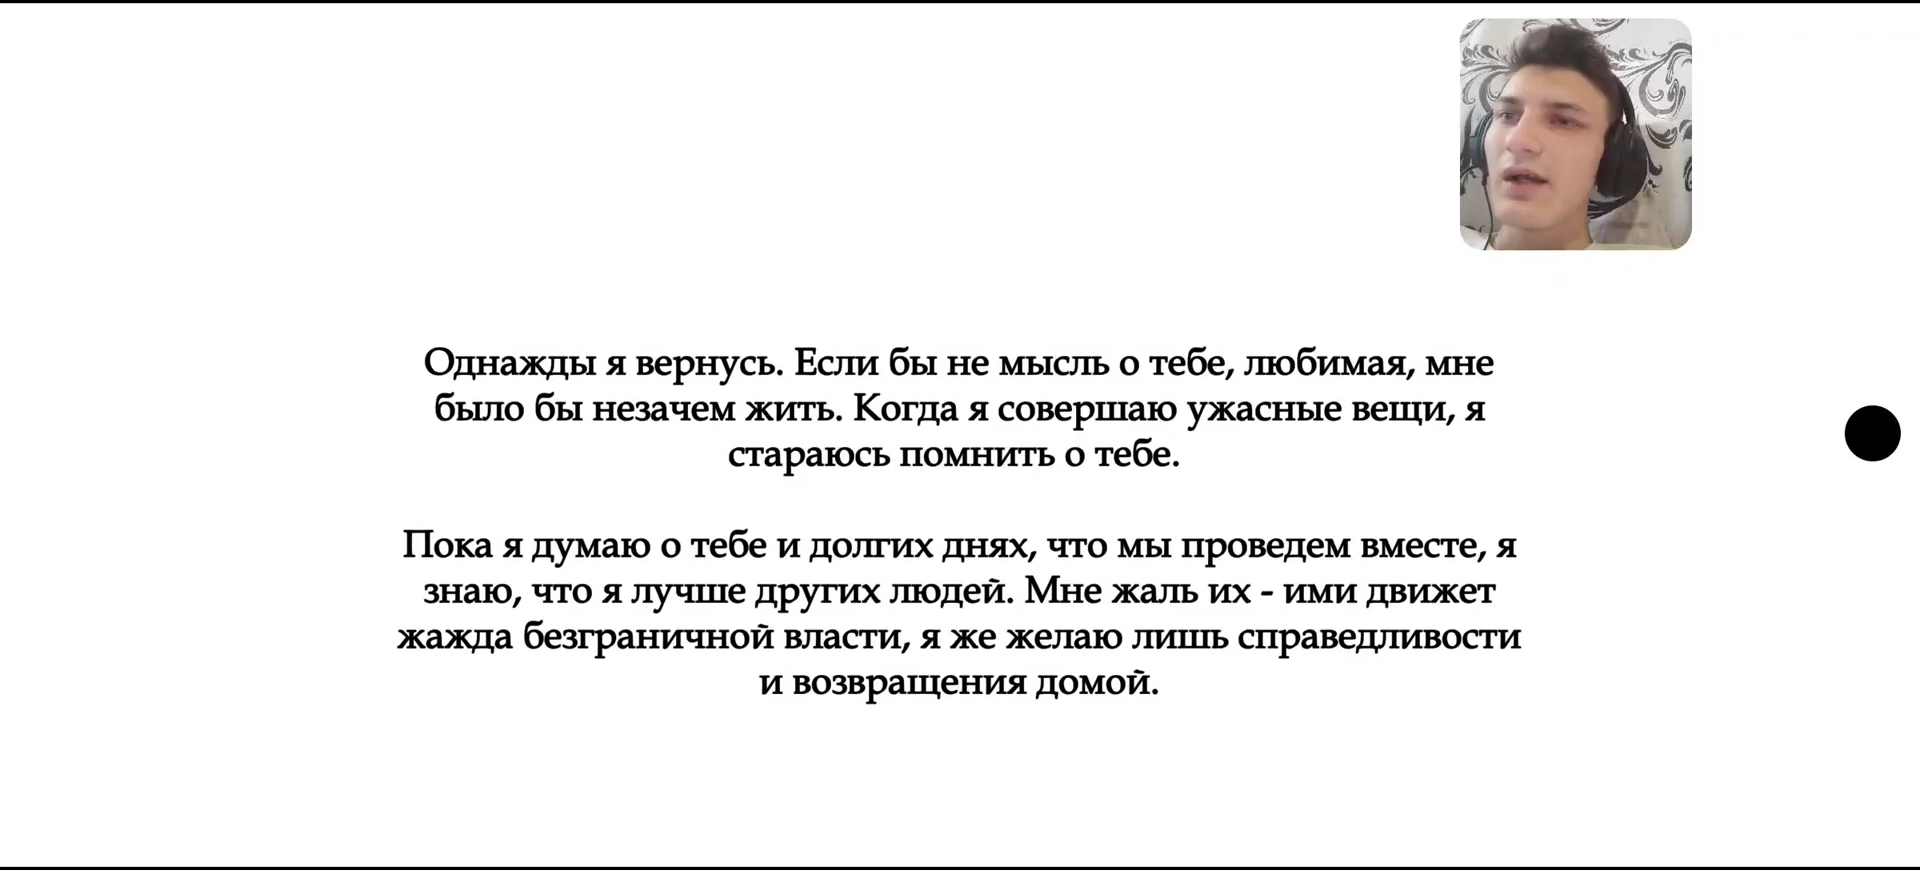 Однажды я вернусь. Если бы не мысль о тебе, любимая, мне
было бы незачем жить. Когда я совершаю ужасные вещи, я
стараюсь помнить о тебе.
Пока я думаю о тебе и долгих днях, что мы проведем вместе, я
знаю, что я лучше других людей. Мне жаль их - ими движет
жажда безграничной власти, я же желаю лишь справедливости
и возвращения домой.